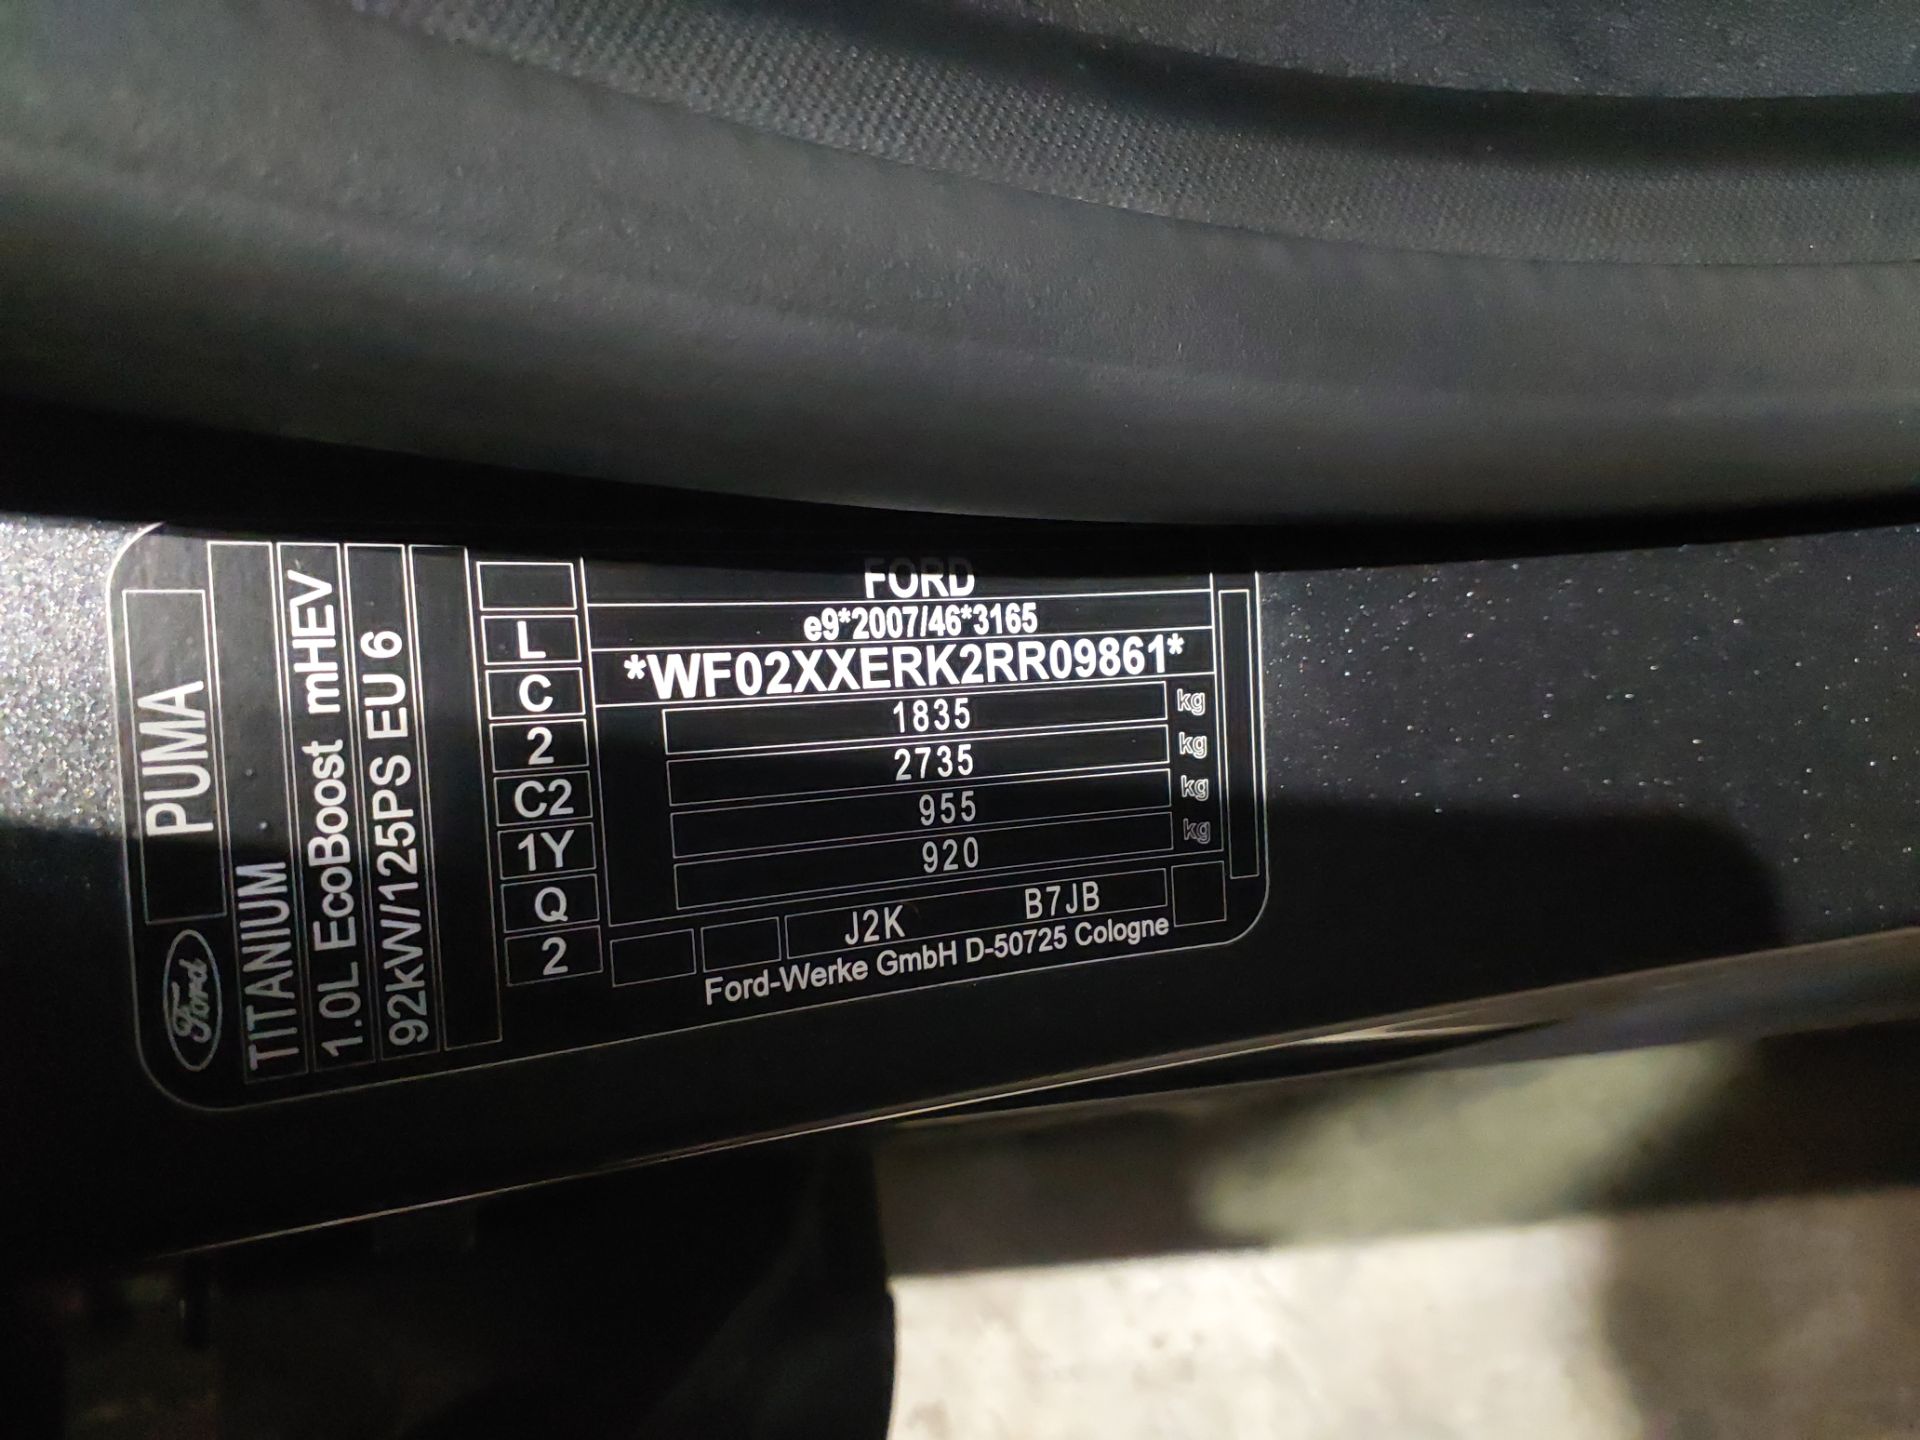 FORD
e9*2007/46*3165
*WF02XXERK2RR09861*
1835 kg
2735 kg
955 kg
920 kg
J2K B7JB
Ford-Werke GmbH D-50725 Cologne
L
C
2
C2
1Y
Q
2
Ford PUMA
TITANIUM
1.0L EcoBoost mHEV
92kW/125PS EU 6